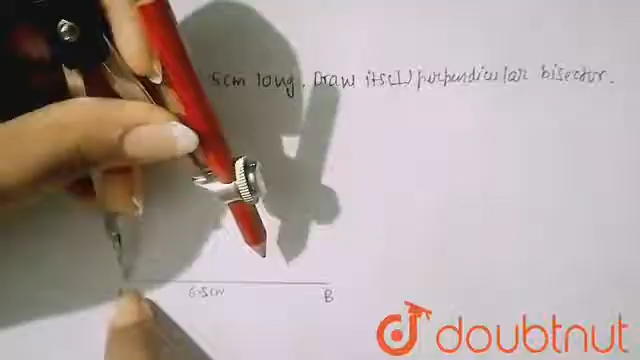 5cm long. Draw its perpendicular bisector.
6.5cm
B
doubtnut